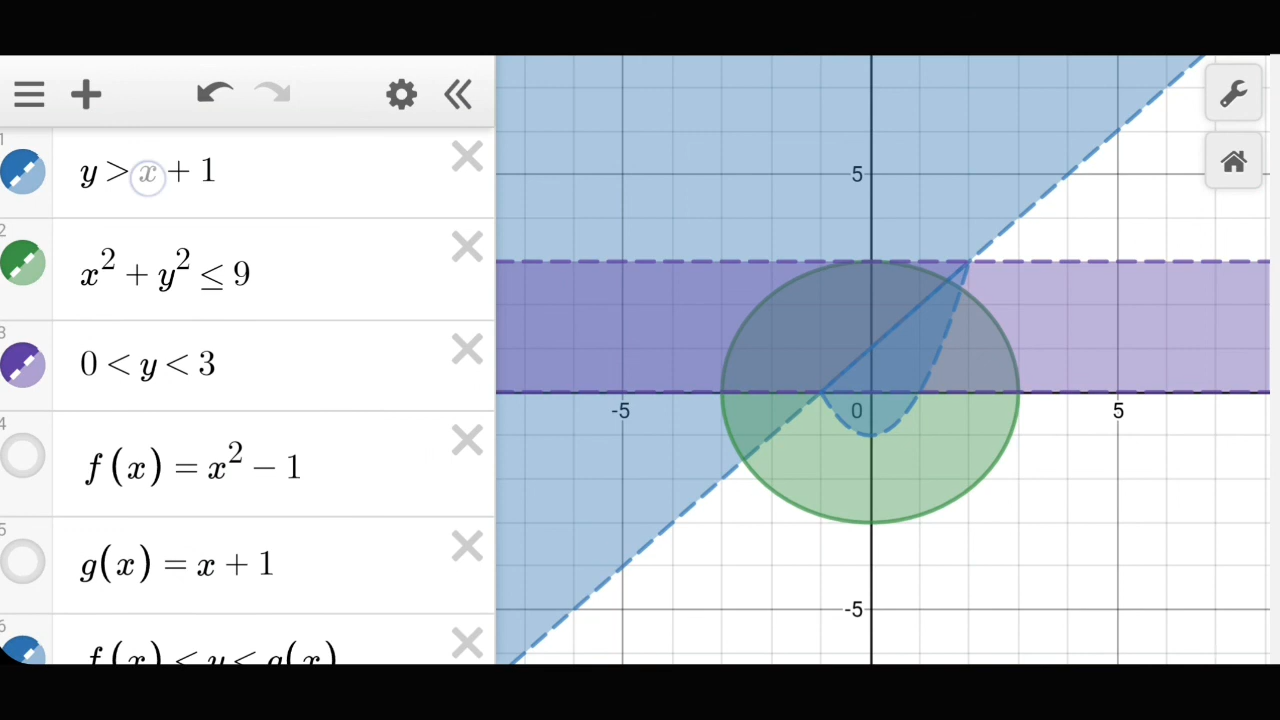 1
y > x + 1
2
x² + y² ≤ 9
3
0 < y < 3
4
f(x) = x² − 1
5
g(x) = x + 1
6
f(x) < y < g(x)
5
-5
0
5
-5